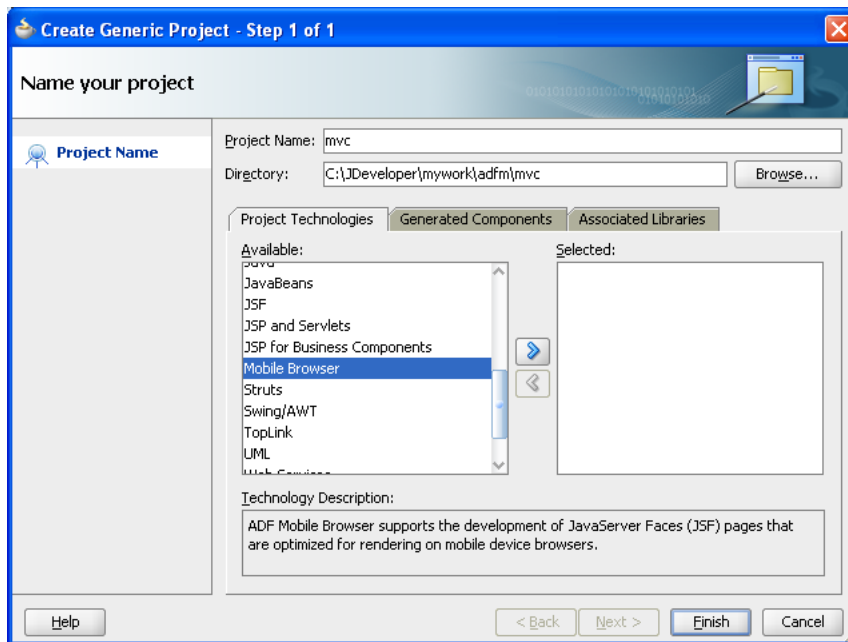 Create Generic Project - Step 1 of 1
Name your project
Project Name
Project Name: mvc
Directory: C:\JDeveloper\mywork\adfm\mvc Browse...
Project Technologies Generated Components Associated Libraries
Available: Selected:
Java
JavaBeans
JSF
JSP and Servlets
JSP for Business Components
Mobile Browser
Struts
Swing/AWT
TopLink
UML
Web Services
Technology Description:
ADF Mobile Browser supports the development of JavaServer Faces (JSF) pages that
are optimized for rendering on mobile device browsers.
Help < Back Next > Finish Cancel